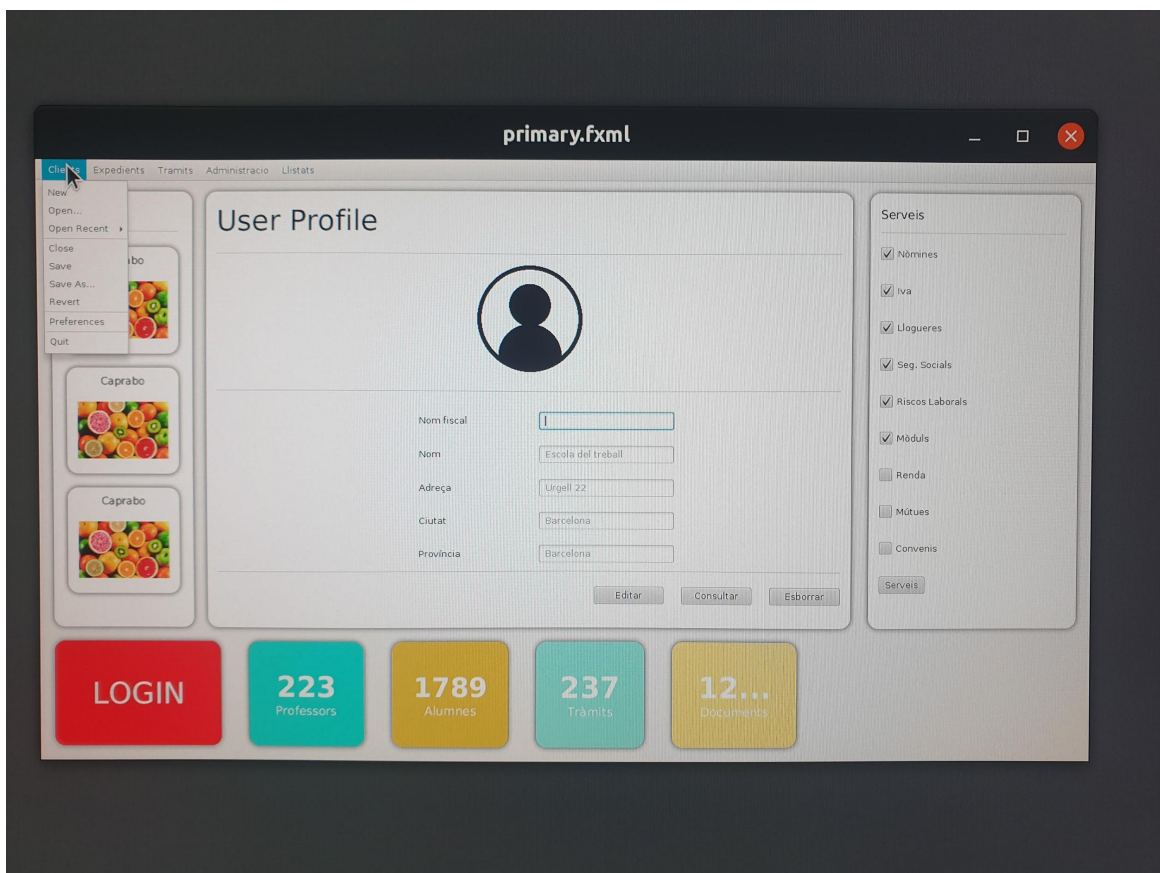 primary.fxml
Expedients Tramits Administracio Llistats
New
Open...
Open Recent
Close
Save
Save As...
Revert
Preferences
Quit
Caprabo
Caprabo
User Profile
Nom fiscal
Nom Escola del treball
Adreça Urgell 22
Ciutat Barcelona
Província Barcelona
Editar Consultar Esborrar
Serveis
Nòmines
Iva
Llogueres
Seg. Socials
Riscos Laborals
Mòduls
Renda
Mútues
Convenis
Serveis
LOGIN
223
Professors
1789
Alumnes
237
Tràmits
12...
Documents